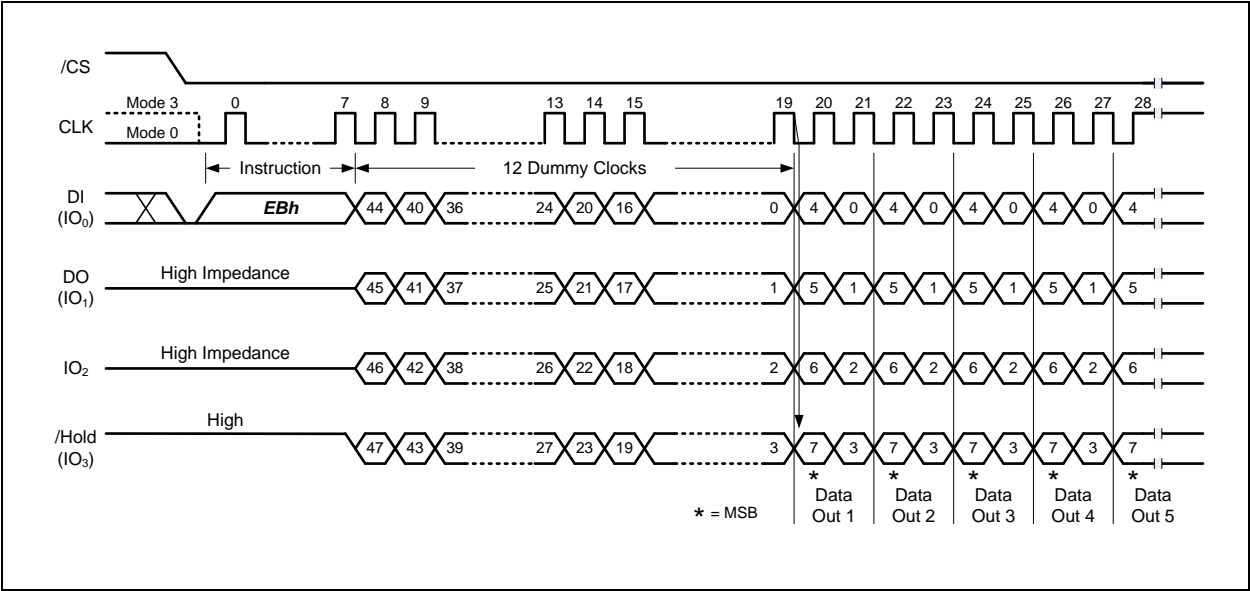 /CS
Mode 3 0 7 8 9 13 14 15 19 20 21 22 23 24 25 26 27 28
CLK
Mode 0
Instruction 12 Dummy Clocks
DI
(IO0) EBh 44 40 36 24 20 16 0 4 0 4 0 4 0 4 0 4
High Impedance
DO
(IO1) 45 41 37 25 21 17 1 5 1 5 1 5 1 5 1 5
High Impedance
IO2 46 42 38 26 22 18 2 6 2 6 2 6 2 6 2 6
High
/Hold
(IO3) 47 43 39 27 23 19 3 7 3 7 3 7 3 7 3 7
* * * * *
Data Data Data Data Data
* = MSB Out 1 Out 2 Out 3 Out 4 Out 5